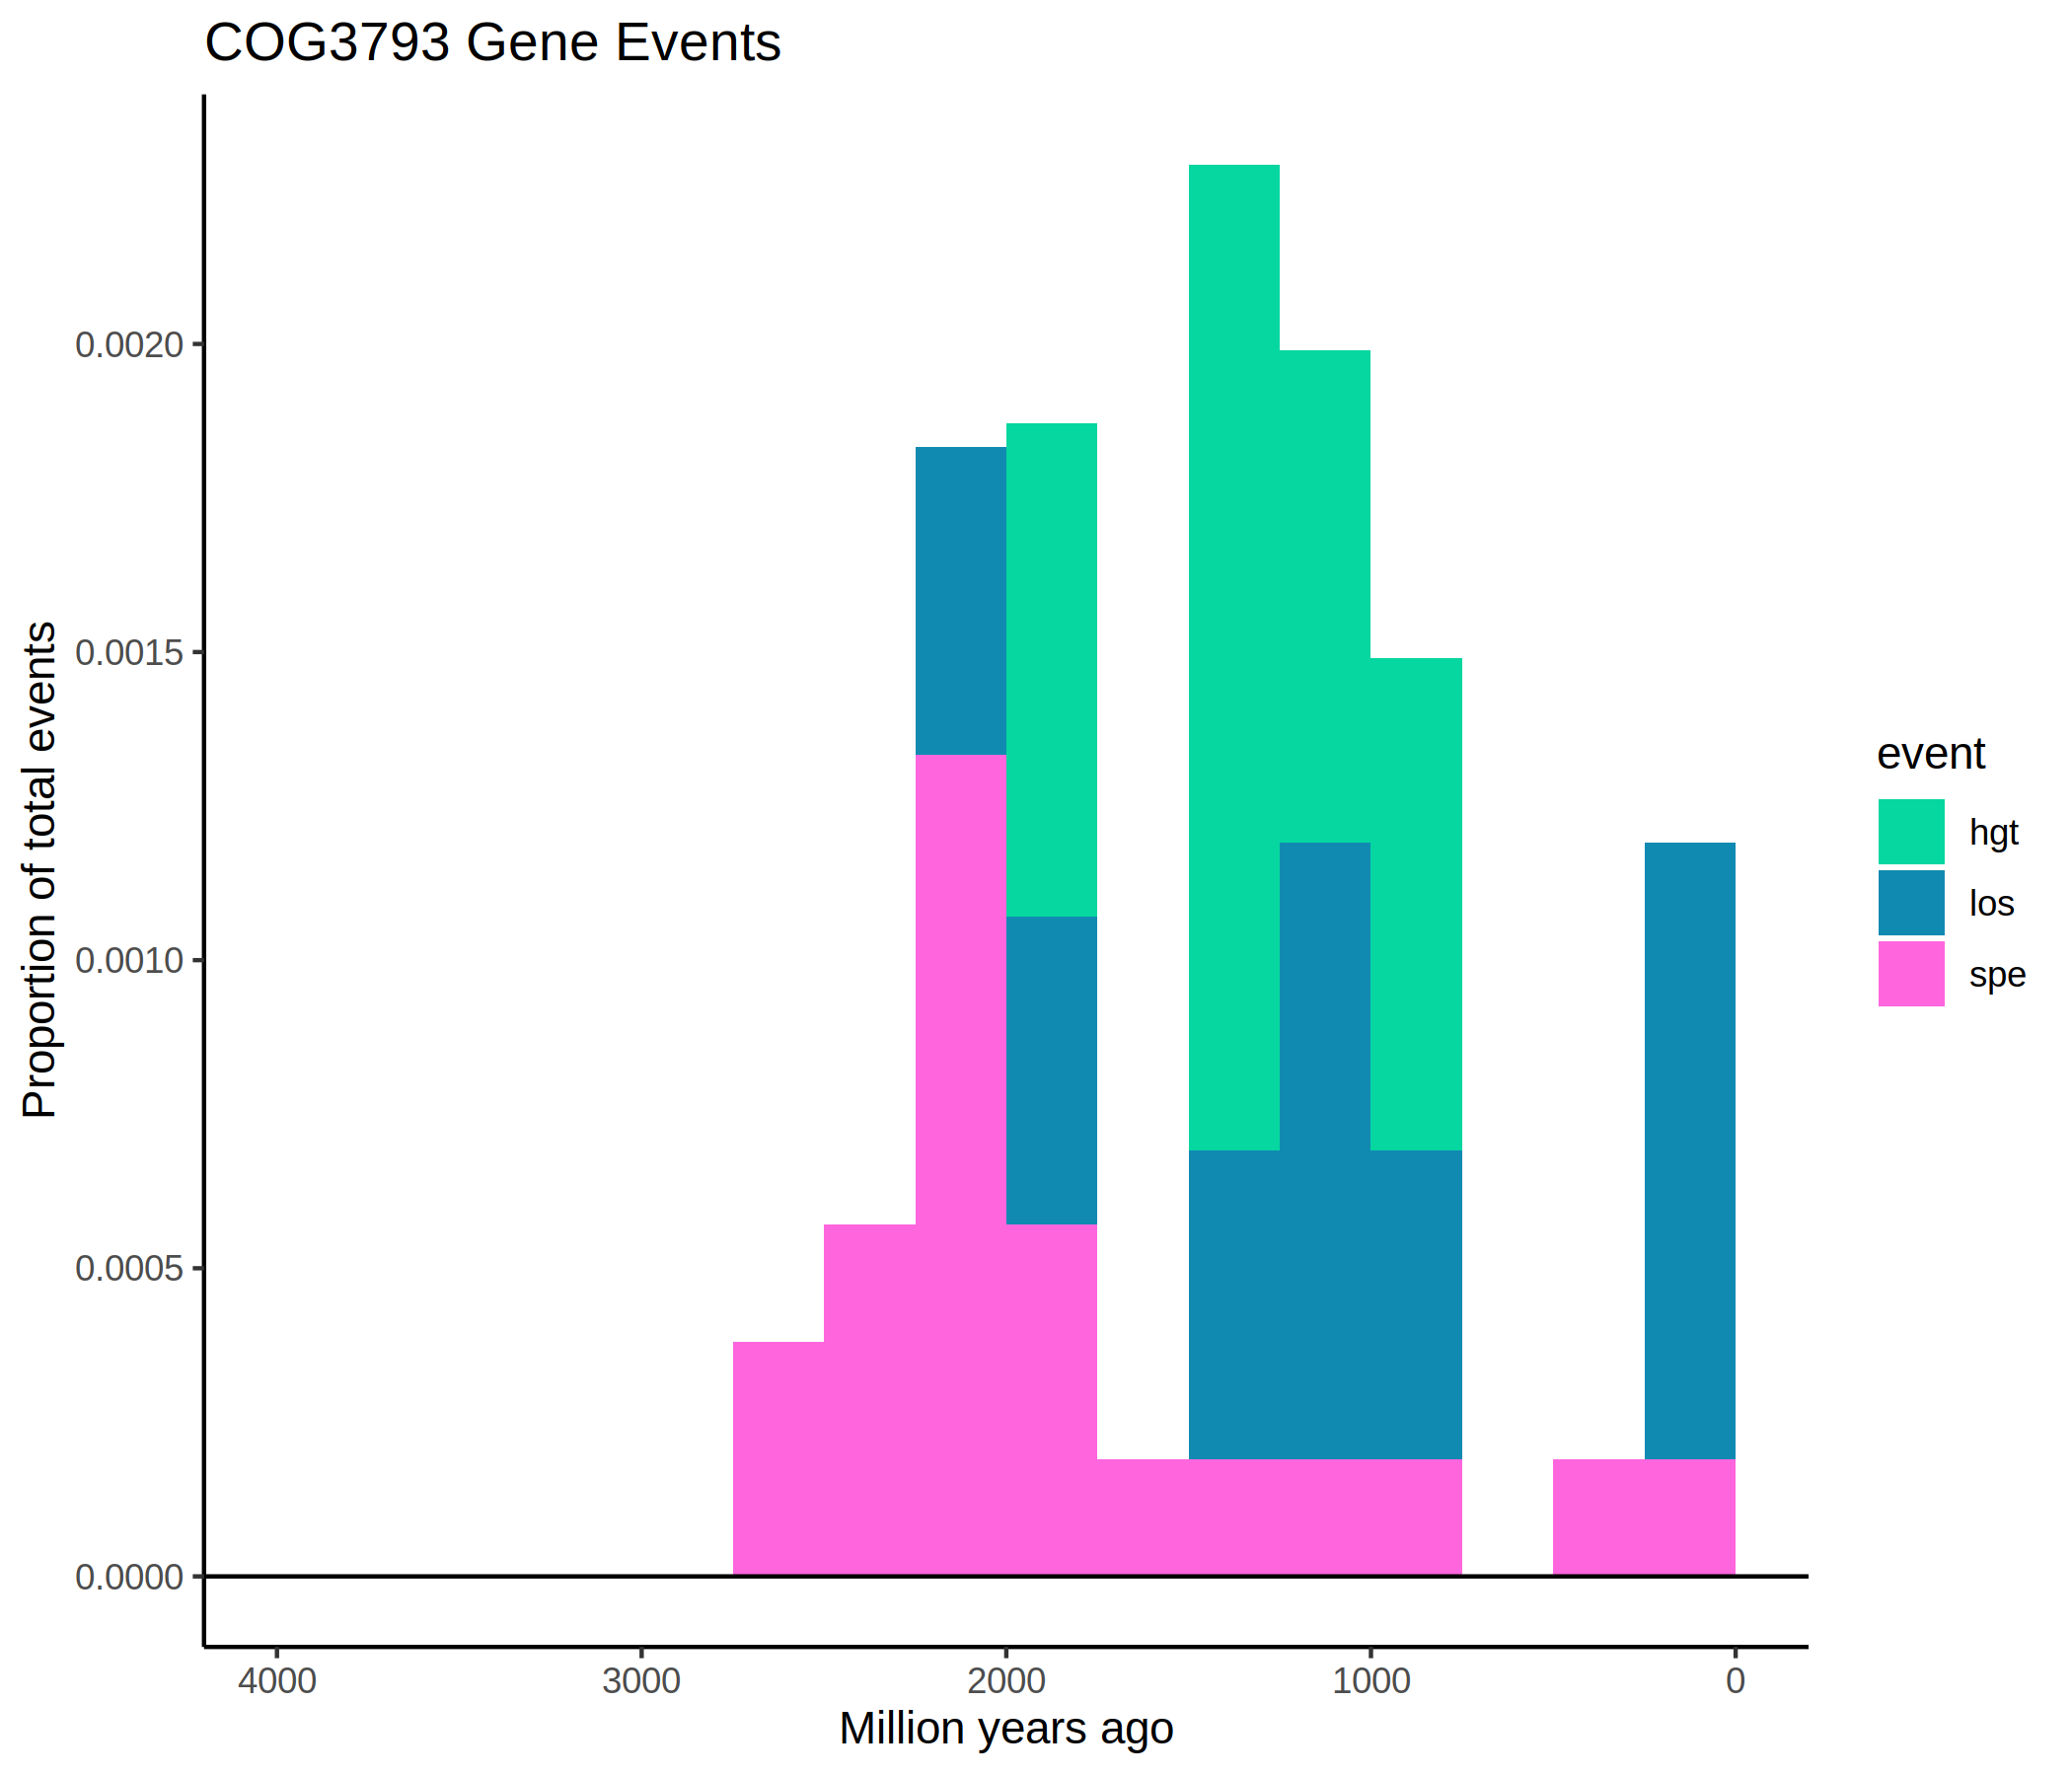 COG3793 Gene Events
Proportion of total events
0.0020
0.0015
0.0010
0.0005
0.0000
4000 3000 2000 1000 0
Million years ago
event
hgt
los
spe